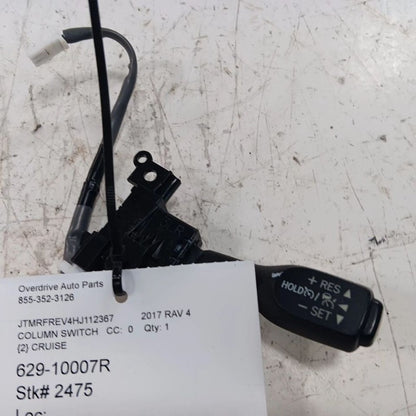 Overdrive Auto Parts
855-352-3126
JTMRFREV4HJ112367 2017 RAV 4
COLUMN SWITCH CC: 0 Qty: 1
{2} CRUISE
629-10007R
Stk# 2475
Loc:
+ RES
HOLD /
− SET